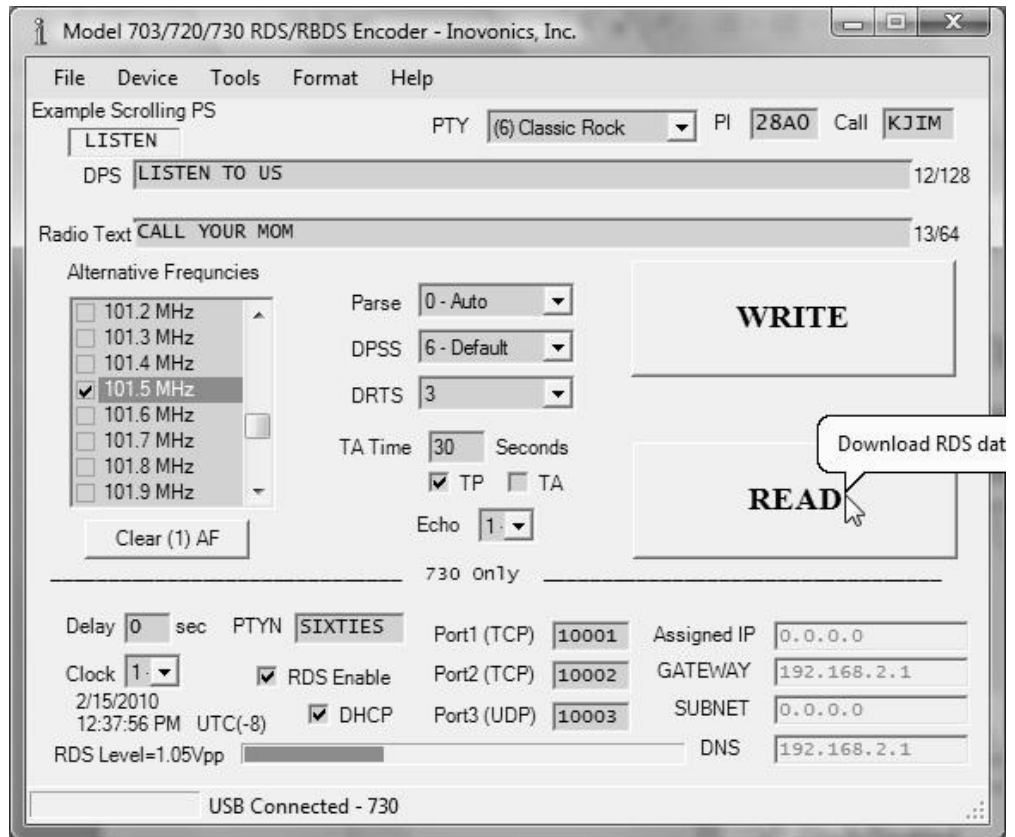 Model 703/720/730 RDS/RBDS Encoder - Inovonics, Inc.
File Device Tools Format Help
Example Scrolling PS
LISTEN
PTY (6) Classic Rock PI 28A0 Call KJIM
DPS LISTEN TO US 12/128
Radio Text CALL YOUR MOM 13/64
Alternative Frequncies
101.2 MHz
101.3 MHz
101.4 MHz
101.5 MHz
101.6 MHz
101.7 MHz
101.8 MHz
101.9 MHz
Clear (1) AF
Parse 0 - Auto
DPSS 6 - Default
DRTS 3
TA Time 30 Seconds
TP TA
Echo 1 -
WRITE
Download RDS dat
READ
730 Only
Delay 0 sec PTYN SIXTIES
Clock 1 -
RDS Enable
2/15/2010
12:37:56 PM UTC(-8)
DHCP
RDS Level=1.05Vpp
Port1 (TCP) 10001
Port2 (TCP) 10002
Port3 (UDP) 10003
Assigned IP 0.0.0.0
GATEWAY 192.168.2.1
SUBNET 0.0.0.0
DNS 192.168.2.1
USB Connected - 730